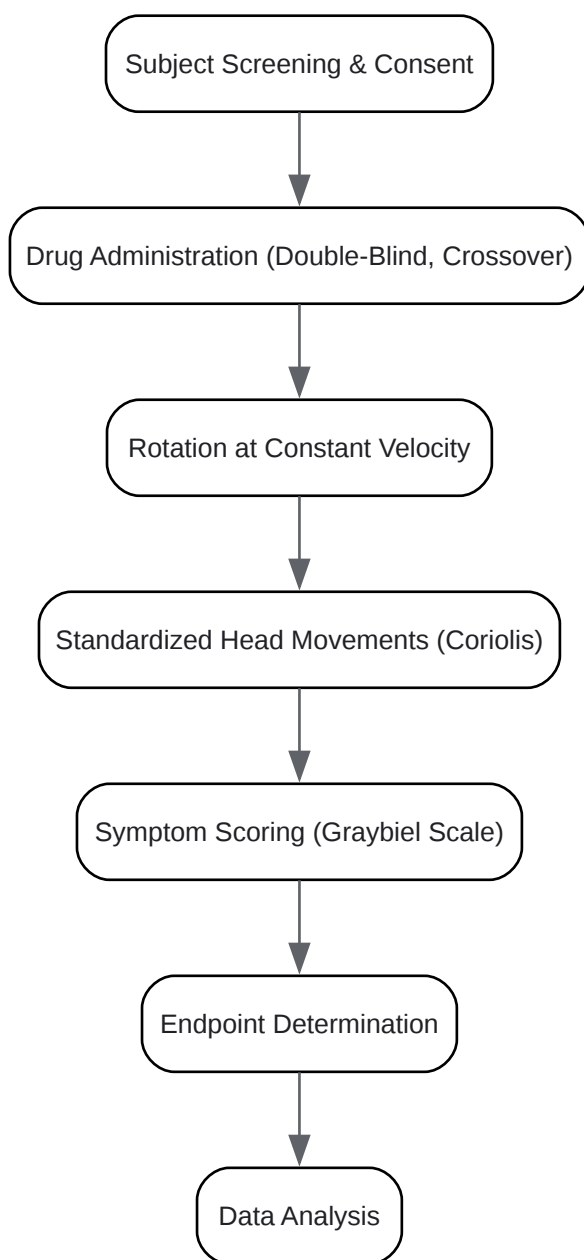 Subject Screening & Consent
Drug Administration (Double-Blind, Crossover)
Rotation at Constant Velocity
Standardized Head Movements (Coriolis)
Symptom Scoring (Graybiel Scale)
Endpoint Determination
Data Analysis